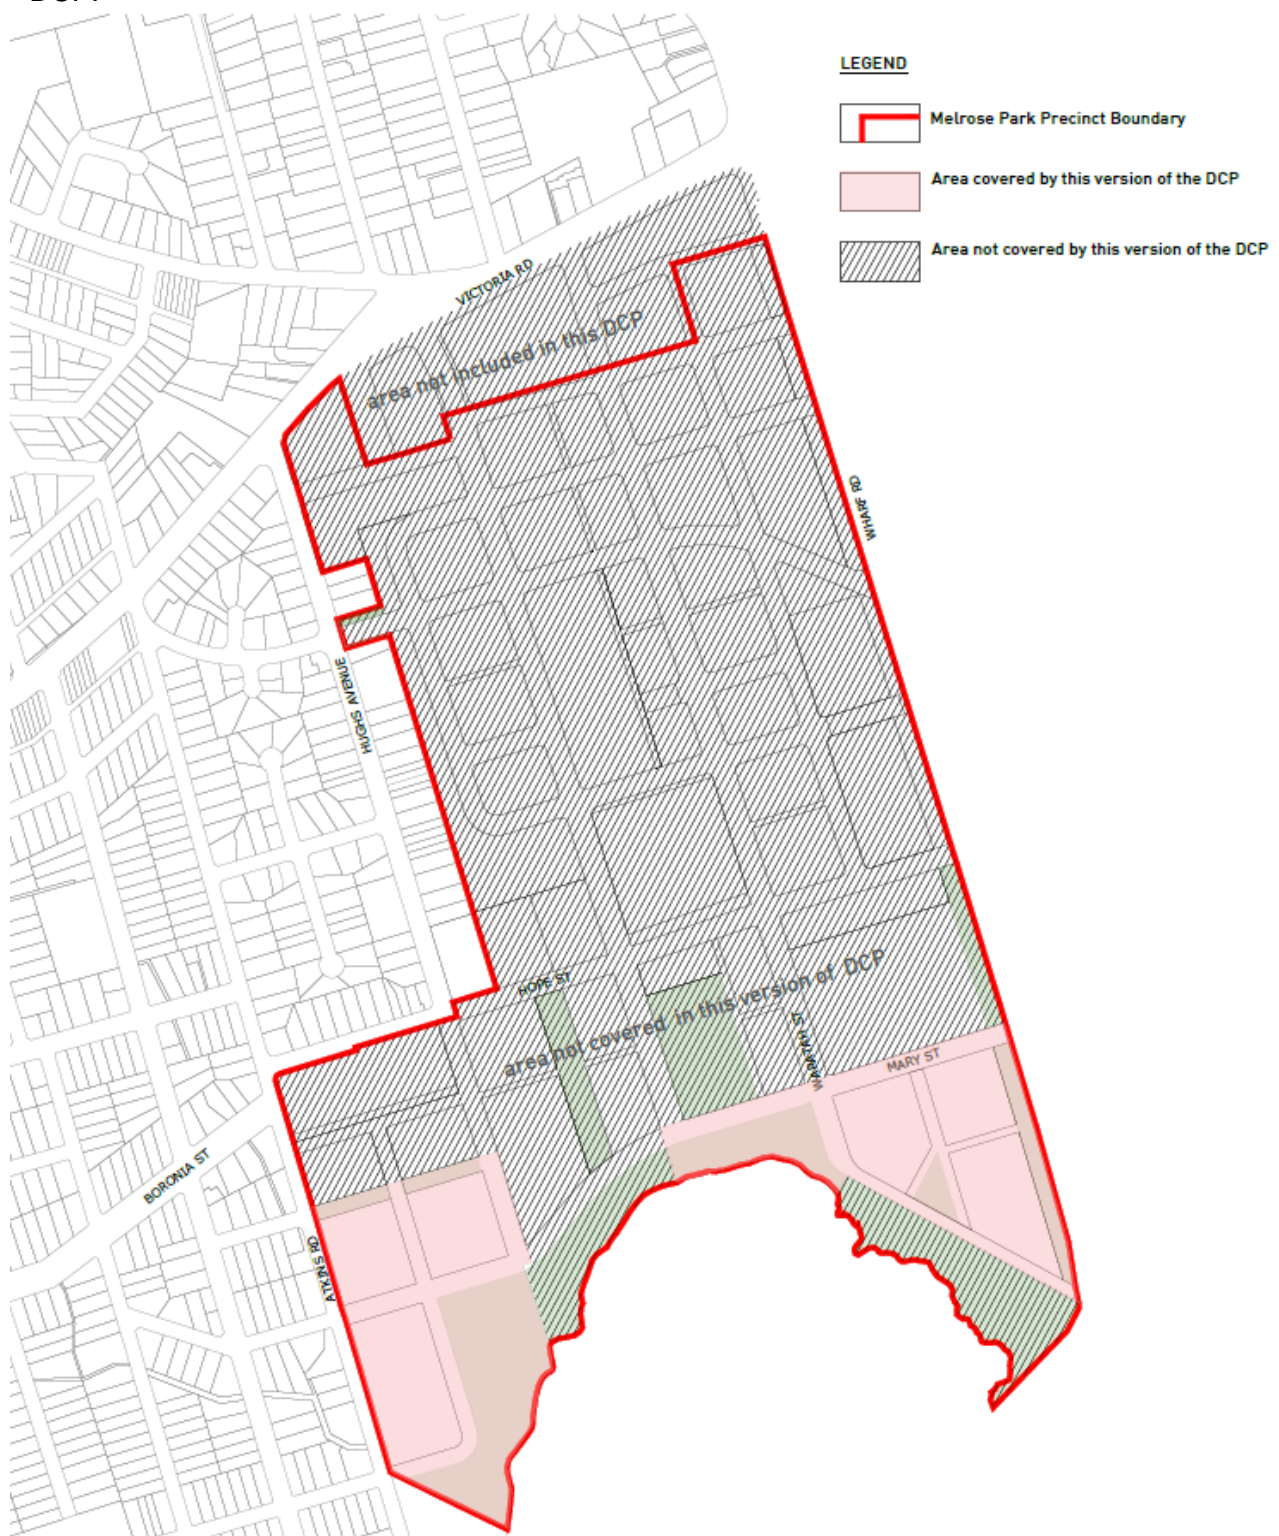 LEGEND
Melrose Park Precinct Boundary
Area covered by this version of the DCP
Area not covered by this version of the DCP
VICTORIA RD
area not included in this DCP
WHARF RD
HUGHS AVENUE
HOPE ST
area not covered in this version of DCP
WARATAH ST
MARY ST
BORONIA ST
ATKINS RD